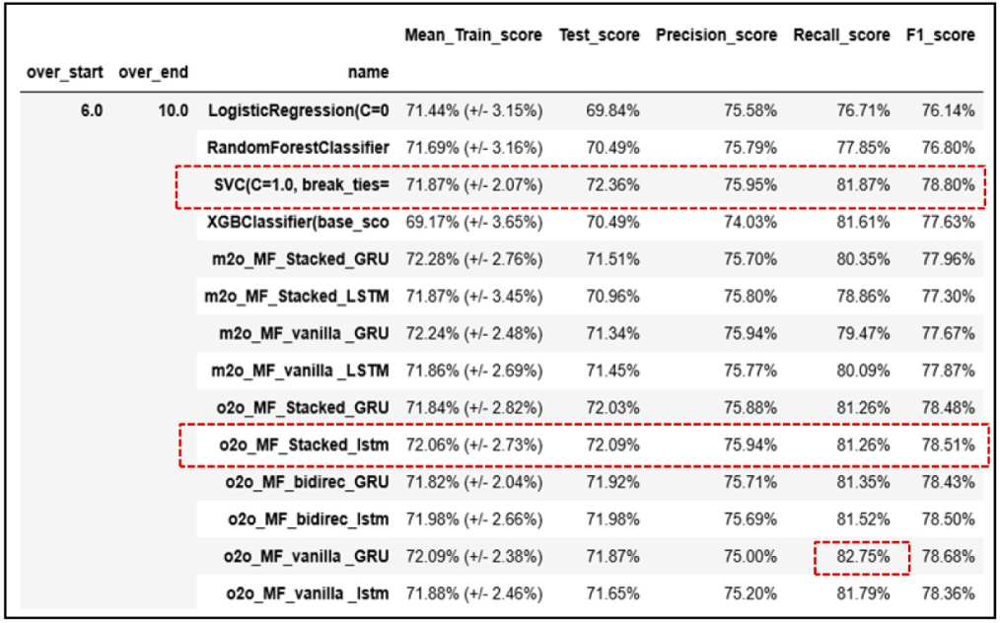 Mean_Train_score Test_score Precision_score Recall_score F1_score
over_start over_end name
6.0 10.0 LogisticRegression(C=0 71.44% (+/- 3.15%) 69.84% 75.58% 76.71% 76.14%
RandomForestClassifier 71.69% (+/- 3.16%) 70.49% 75.79% 77.85% 76.80%
SVC(C=1.0, break_ties= 71.87% (+/- 2.07%) 72.36% 75.95% 81.87% 78.80%
XGBClassifier(base_sco 69.17% (+/- 3.65%) 70.49% 74.03% 81.61% 77.63%
m2o_MF_Stacked_GRU 72.28% (+/- 2.76%) 71.51% 75.70% 80.35% 77.96%
m2o_MF_Stacked_LSTM 71.87% (+/- 3.45%) 70.96% 75.80% 78.86% 77.30%
m2o_MF_vanilla _GRU 72.24% (+/- 2.48%) 71.34% 75.94% 79.47% 77.67%
m2o_MF_vanilla _LSTM 71.86% (+/- 2.69%) 71.45% 75.77% 80.09% 77.87%
o2o_MF_Stacked_GRU 71.84% (+/- 2.82%) 72.03% 75.88% 81.26% 78.48%
o2o_MF_Stacked_lstm 72.06% (+/- 2.73%) 72.09% 75.94% 81.26% 78.51%
o2o_MF_bidirec_GRU 71.82% (+/- 2.04%) 71.92% 75.71% 81.35% 78.43%
o2o_MF_bidirec_lstm 71.98% (+/- 2.66%) 71.98% 75.69% 81.52% 78.50%
o2o_MF_vanilla _GRU 72.09% (+/- 2.38%) 71.87% 75.00% 82.75% 78.68%
o2o_MF_vanilla _lstm 71.88% (+/- 2.46%) 71.65% 75.20% 81.79% 78.36%